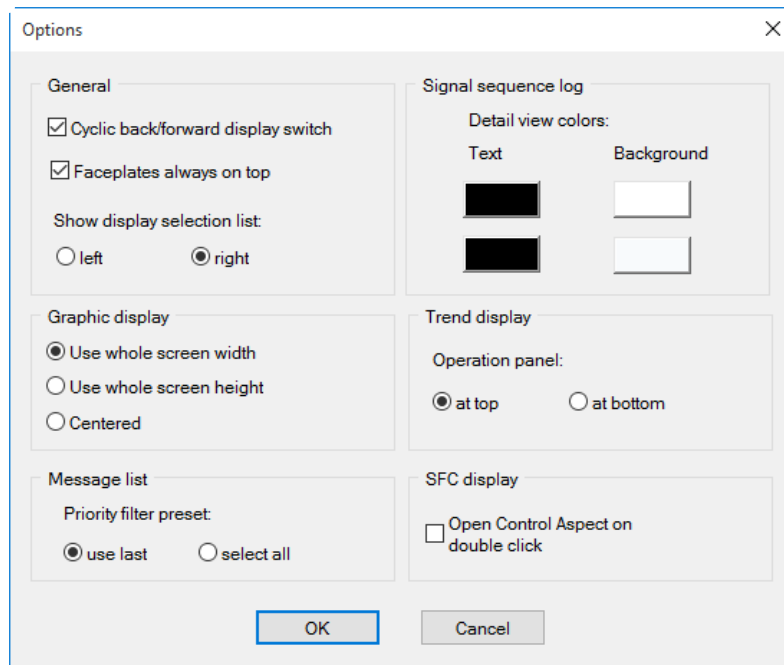 Options
General
Cyclic back/forward display switch
Faceplates always on top
Show display selection list:
left
right
Signal sequence log
Detail view colors:
Text
Background
Graphic display
Use whole screen width
Use whole screen height
Centered
Trend display
Operation panel:
at top
at bottom
Message list
Priority filter preset:
use last
select all
SFC display
Open Control Aspect on
double click
OK
Cancel